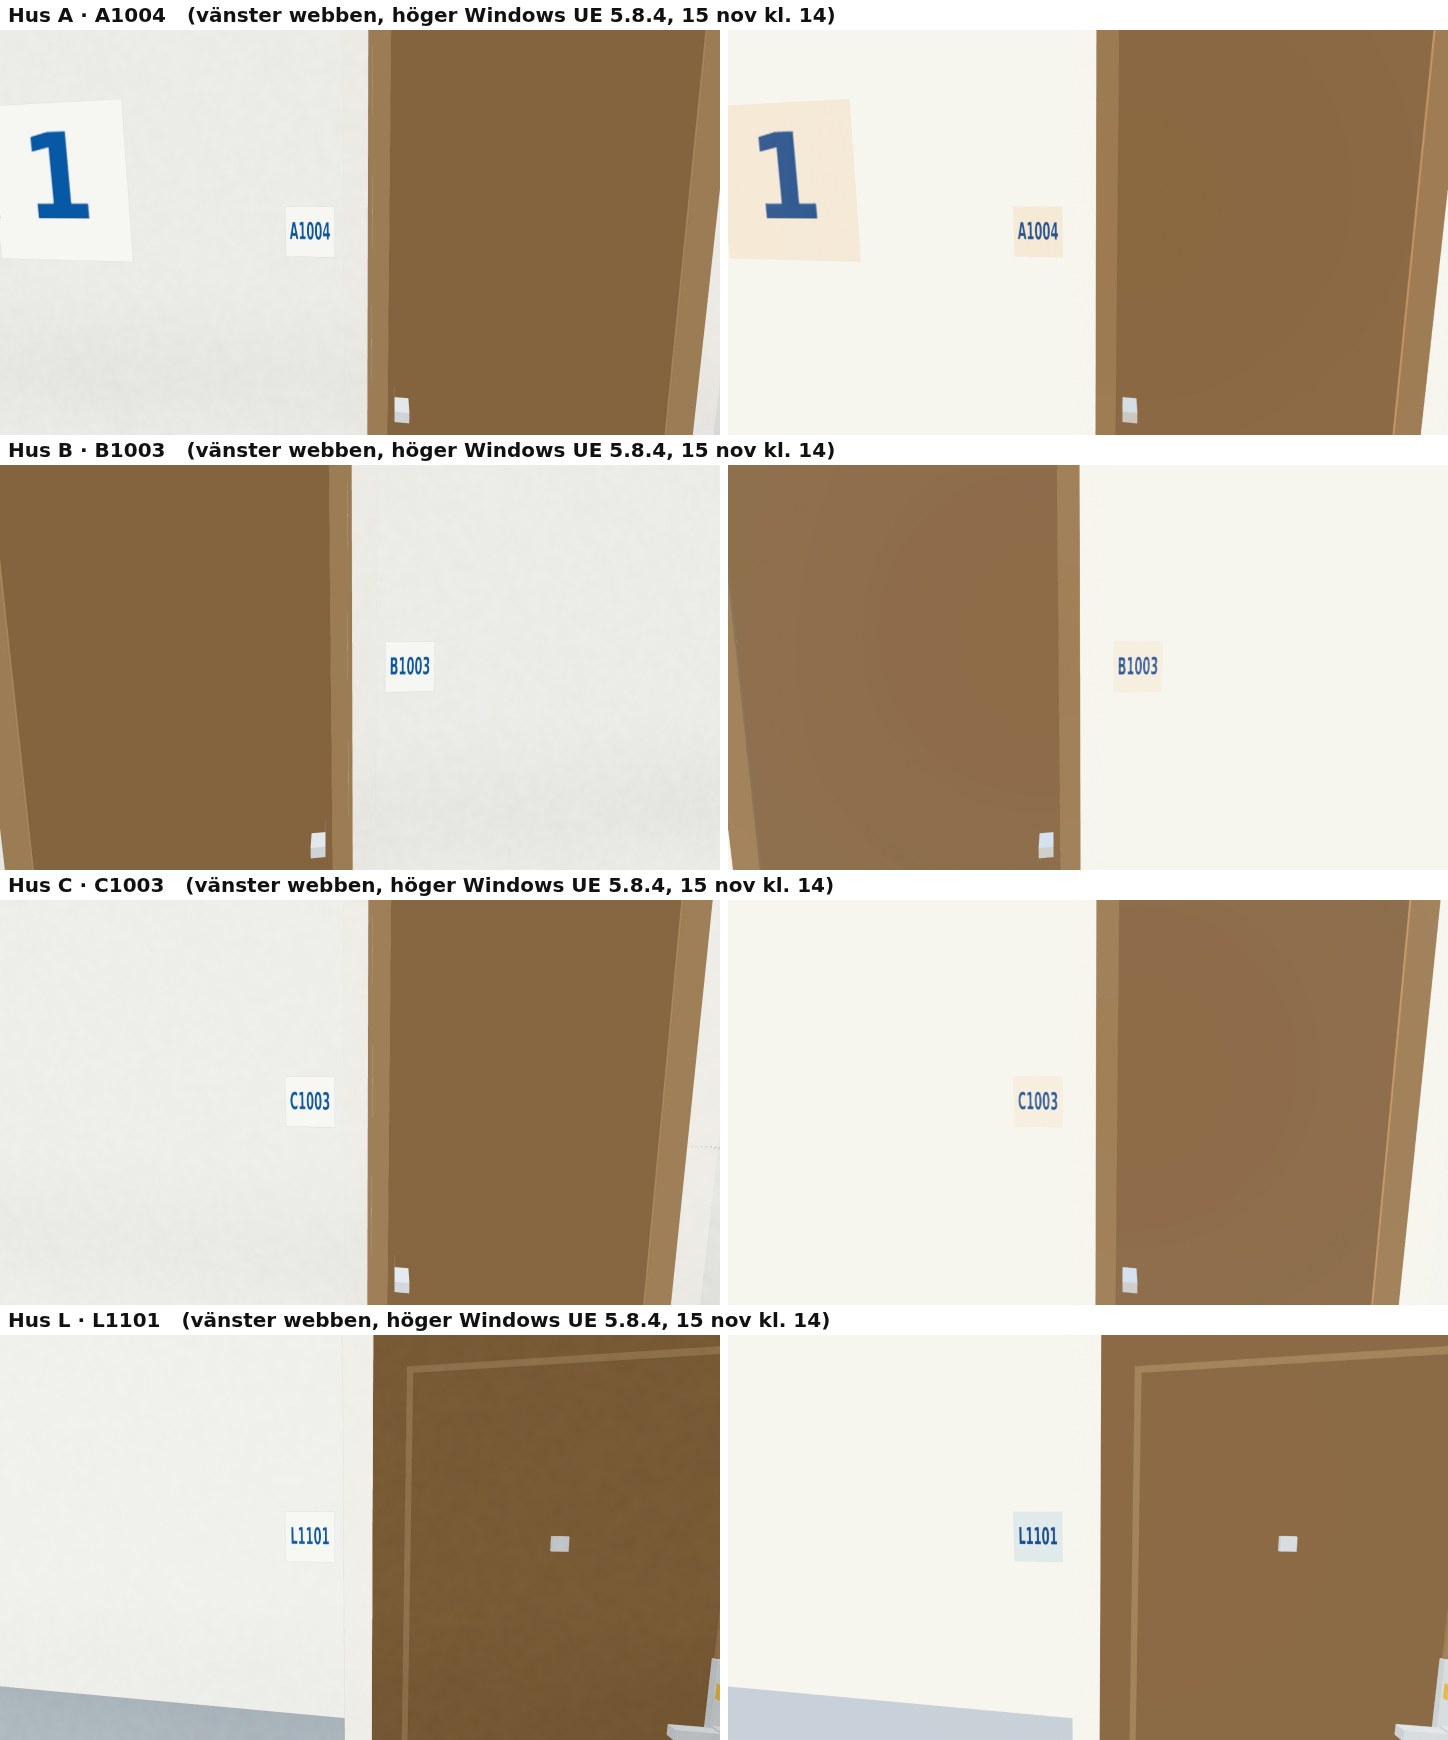 Hus A · A1004 (vänster webben, höger Windows UE 5.8.4, 15 nov kl. 14)
1 1
A1004 A1004
Hus B · B1003 (vänster webben, höger Windows UE 5.8.4, 15 nov kl. 14)
B1003 B1003
Hus C · C1003 (vänster webben, höger Windows UE 5.8.4, 15 nov kl. 14)
C1003 C1003
Hus L · L1101 (vänster webben, höger Windows UE 5.8.4, 15 nov kl. 14)
L1101 L1101